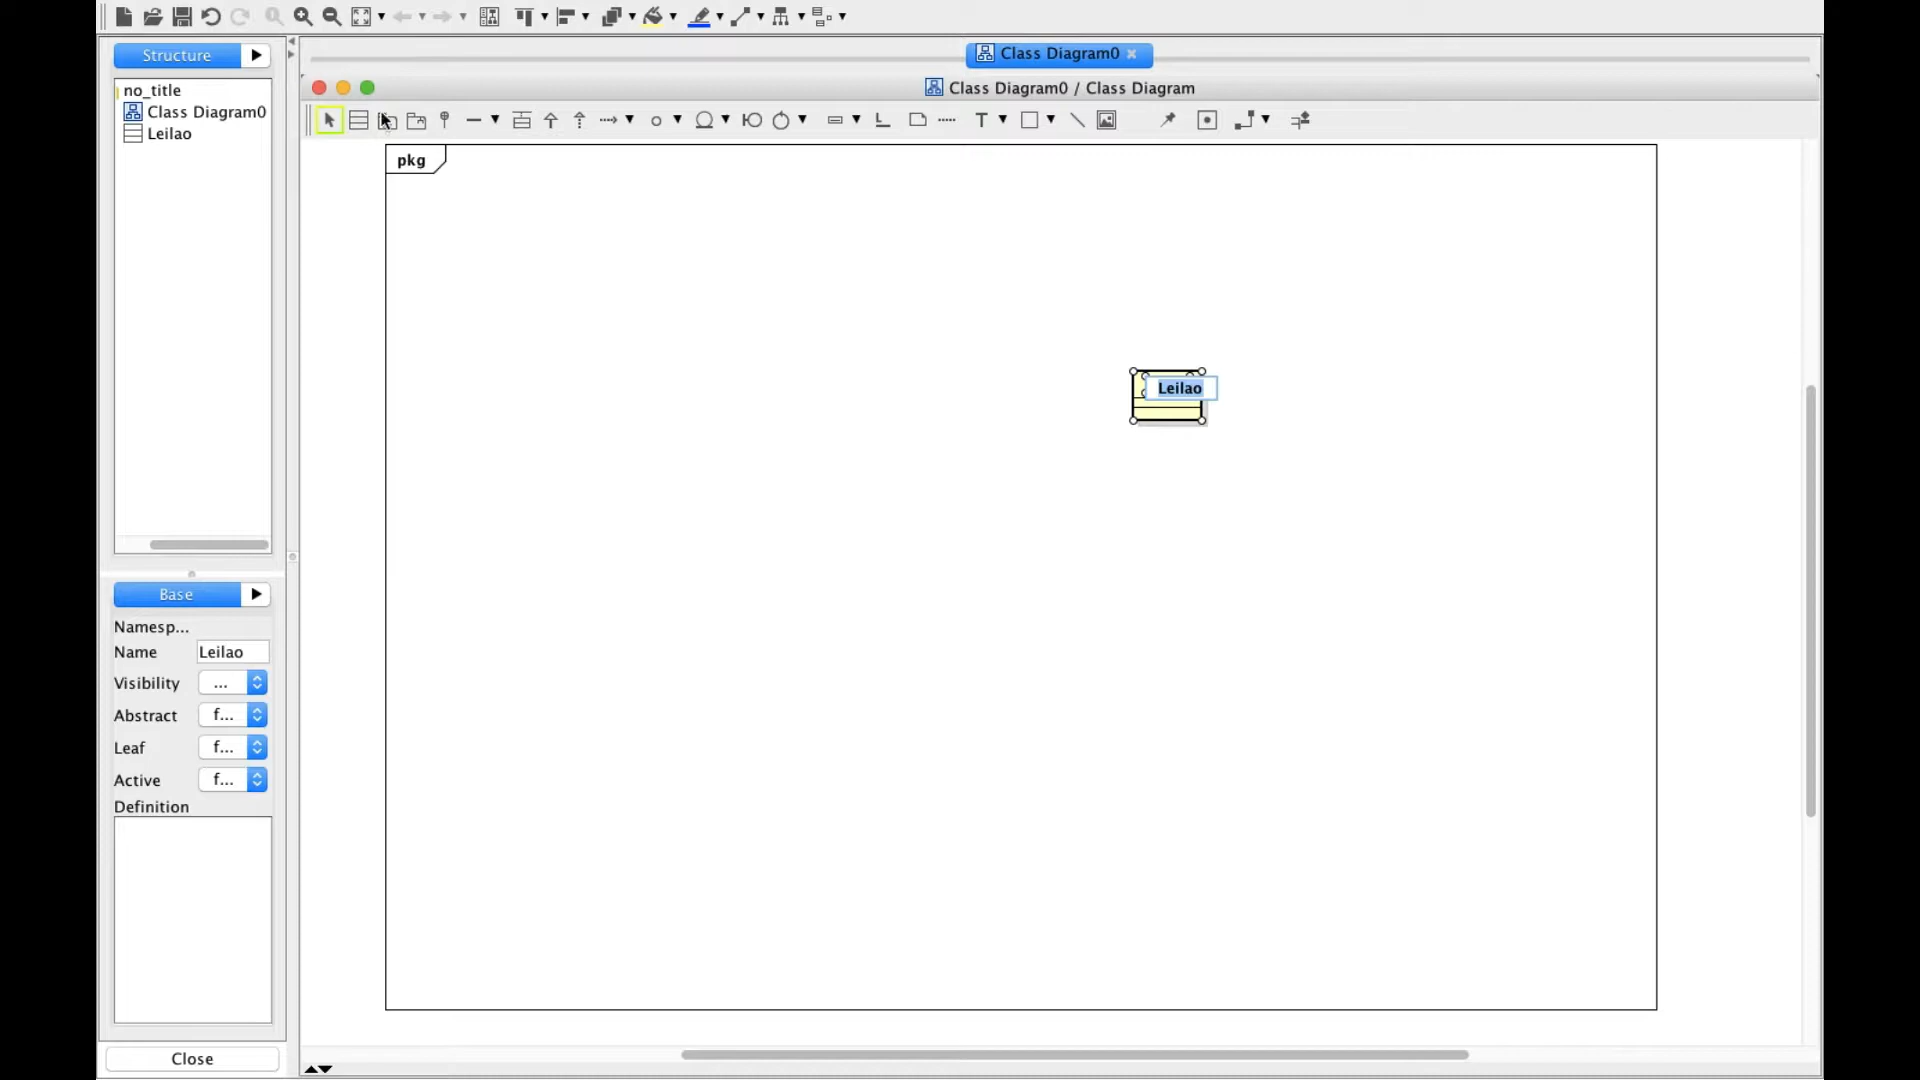 Structure
no_title
Class Diagram0
Leilao
Class Diagram0
Class Diagram0 / Class Diagram
T
pkg
Leilao
Base
Namesp...
Name Leilao
Visibility ...
Abstract f...
Leaf f...
Active f...
Definition
Close